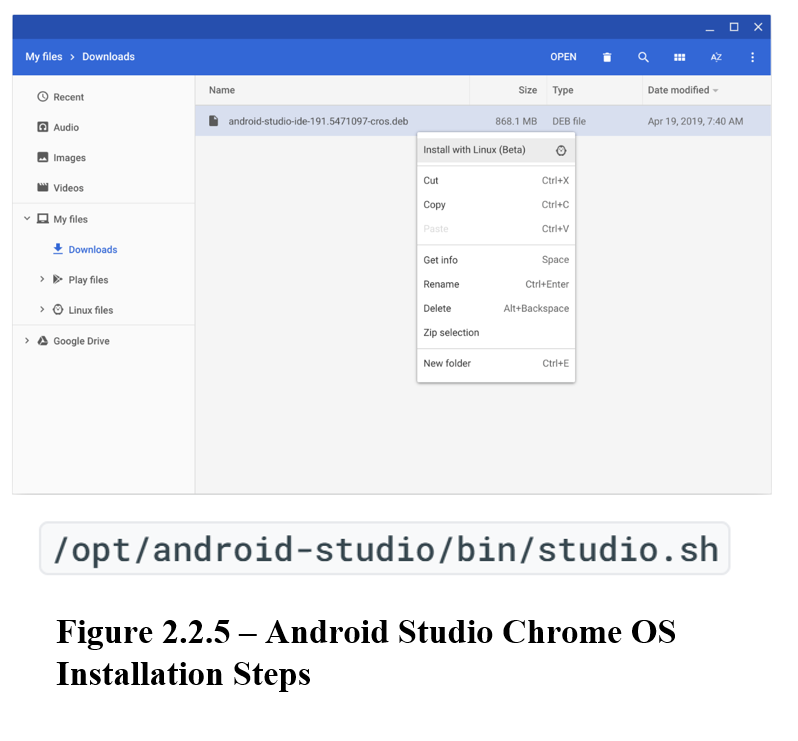 My files > Downloads
OPEN
Name Size Type Date modified
Recent
android-studio-ide-191.5471097-cros.deb 868.1 MB DEB file Apr 19, 2019, 7:40 AM
Audio
Images
Videos
My files
Downloads
Play files
Linux files
Google Drive
Install with Linux (Beta)
Cut Ctrl+X
Copy Ctrl+C
Paste Ctrl+V
Get info Space
Rename Ctrl+Enter
Delete Alt+Backspace
Zip selection
New folder Ctrl+E
/opt/android-studio/bin/studio.sh
Figure 2.2.5 – Android Studio Chrome OS
Installation Steps